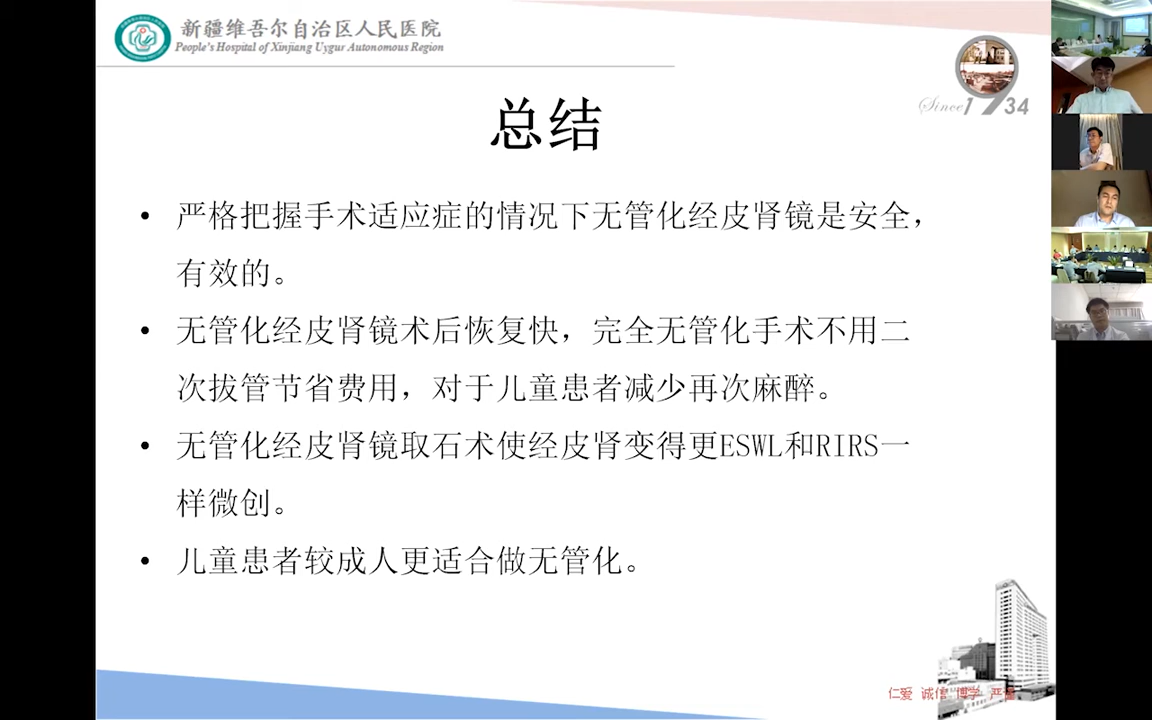 新疆维吾尔自治区人民医院
People's Hospital of Xinjiang Uygur Autonomous Region
Since 1934
总结
• 严格把握手术适应症的情况下无管化经皮肾镜是安全，
有效的。
• 无管化经皮肾镜术后恢复快，完全无管化手术不用二
次拔管节省费用，对于儿童患者减少再次麻醉。
• 无管化经皮肾镜取石术使经皮肾变得更ESWL和RIRS一
样微创。
• 儿童患者较成人更适合做无管化。
仁爱 诚信 博学 严谨